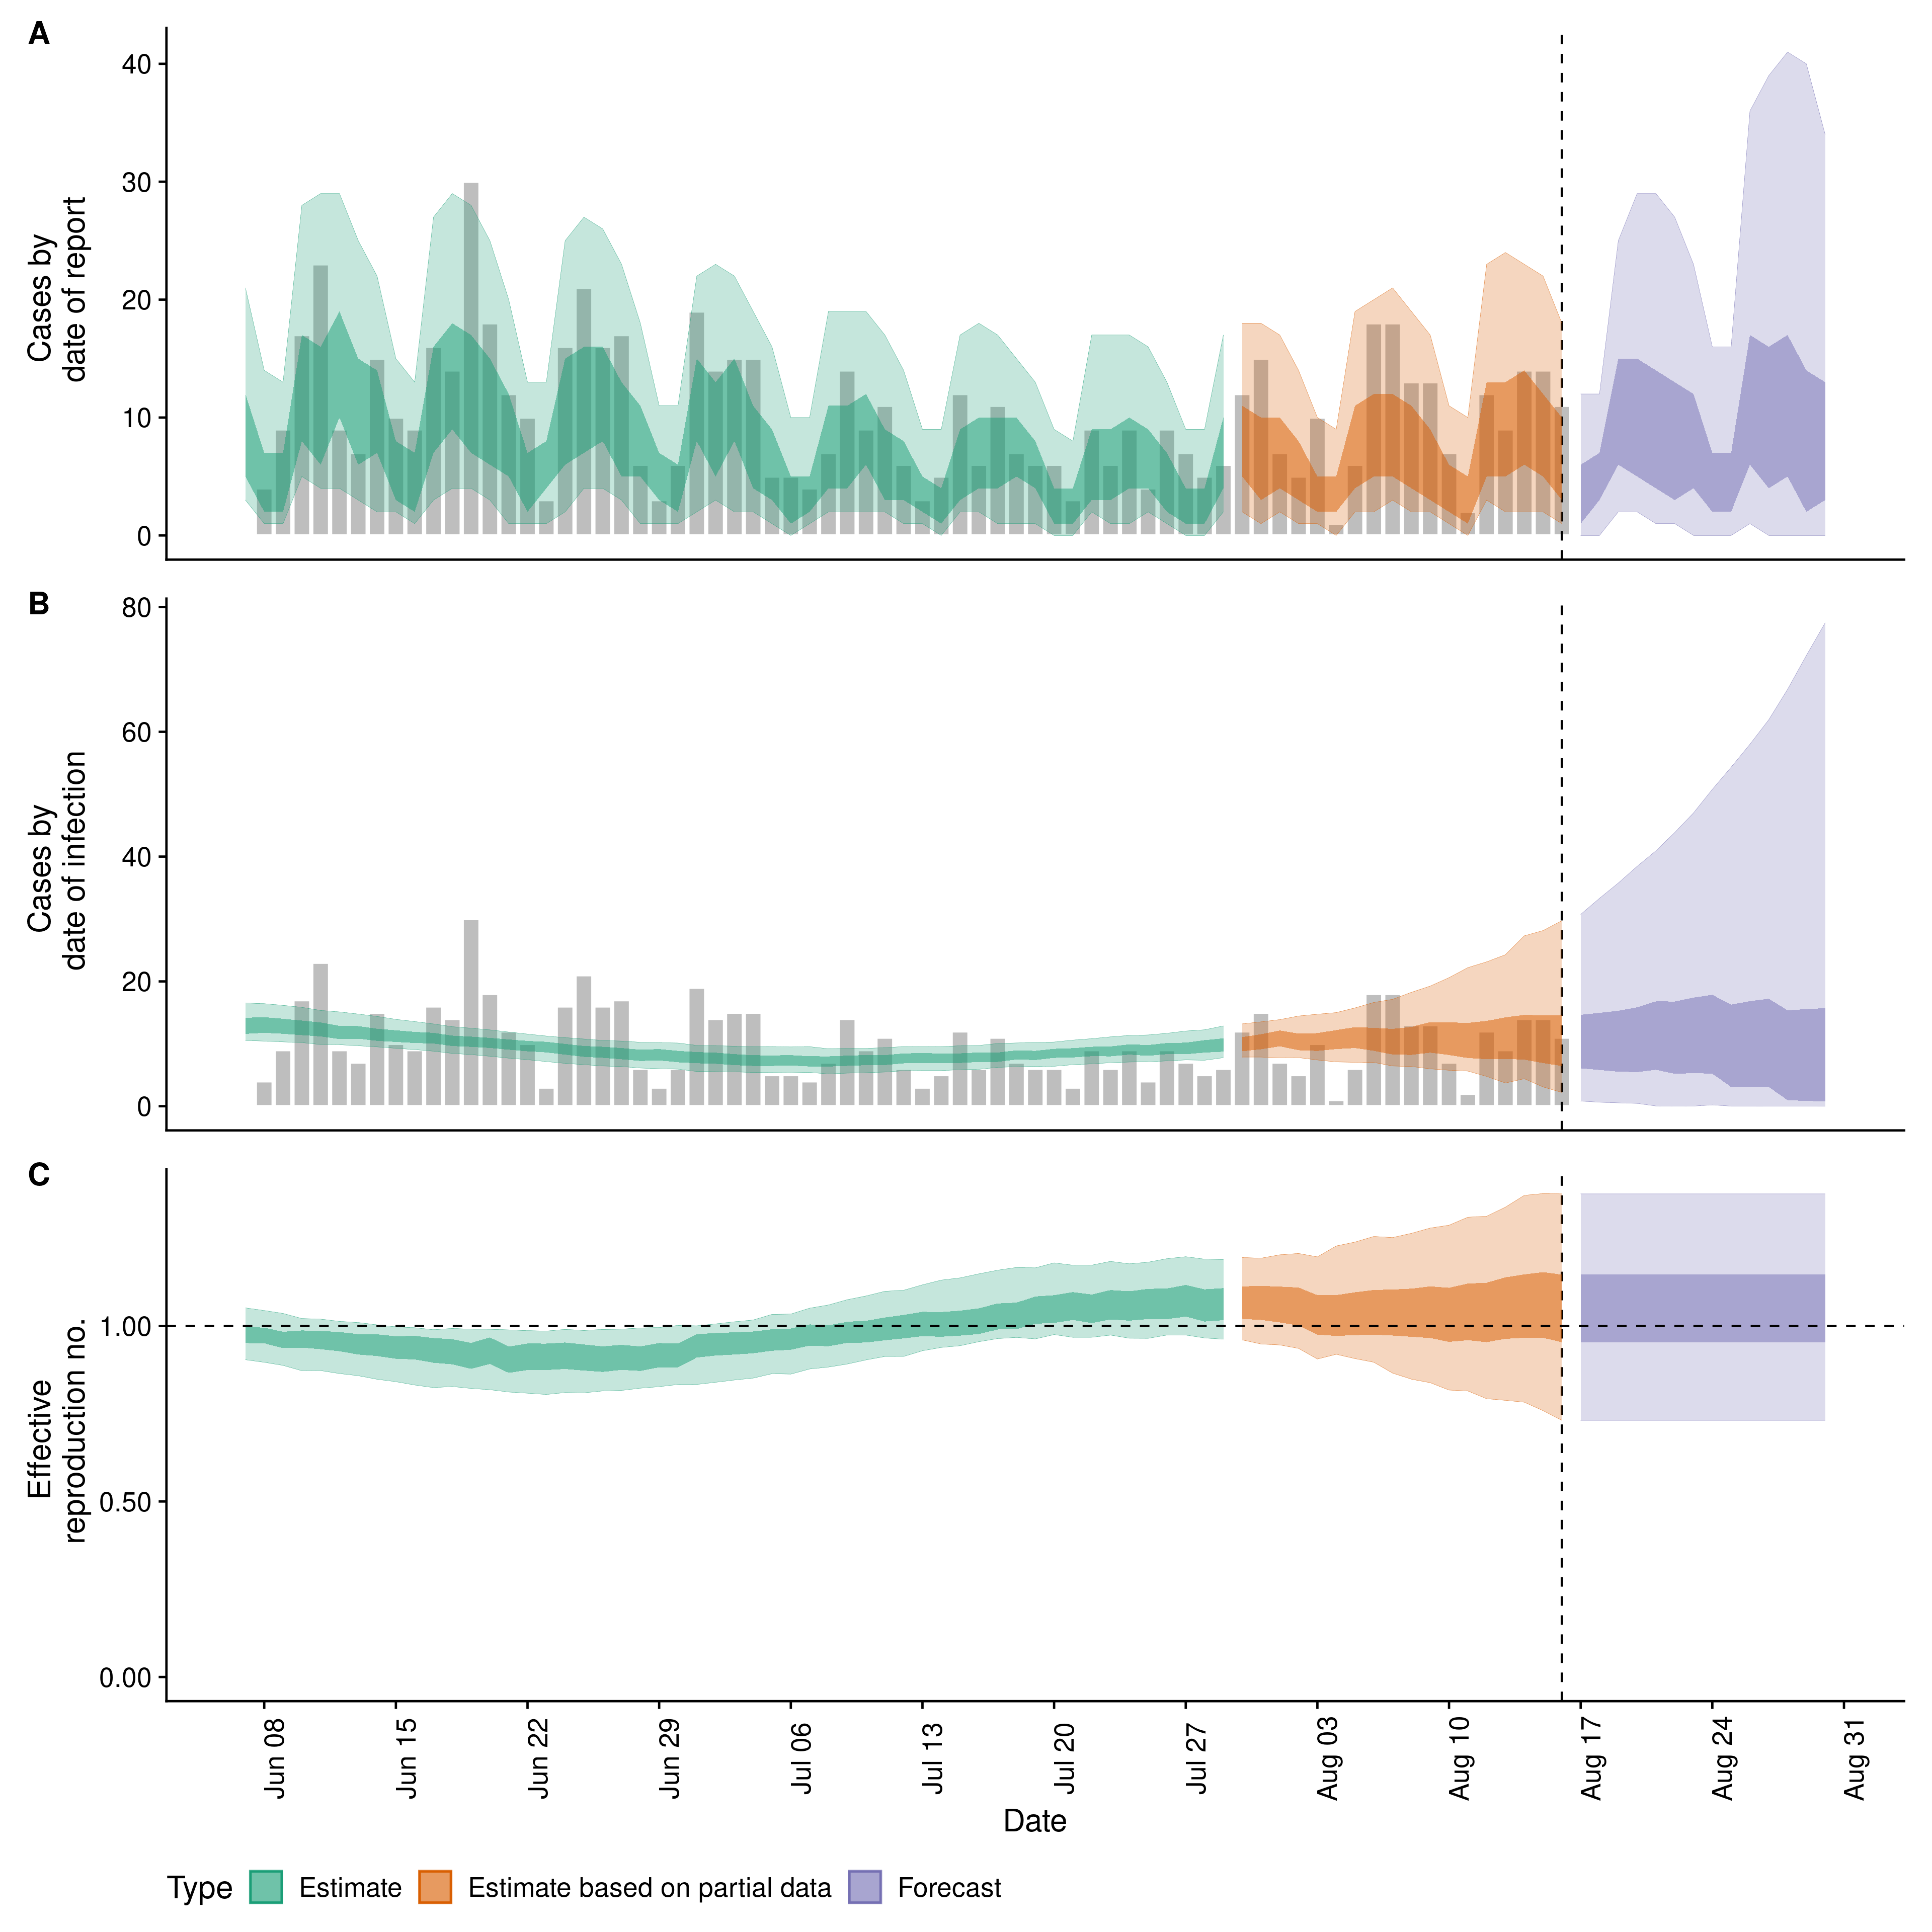 A
Cases by
date of report
40
30
20
10
0
B
Cases by
date of infection
80
60
40
20
0
C
Effective
reproduction no.
1.00
0.50
0.00
Jun 08
Jun 15
Jun 22
Jun 29
Jul 06
Jul 13
Jul 20
Jul 27
Aug 03
Aug 10
Aug 17
Aug 24
Aug 31
Date
Type Estimate Estimate based on partial data Forecast